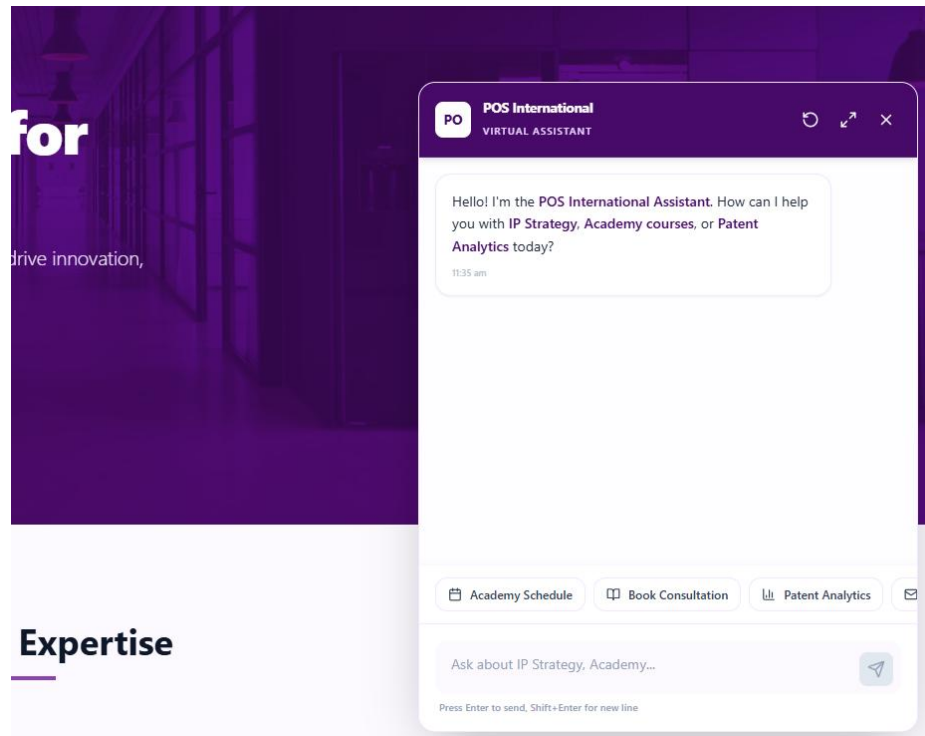 for
drive innovation,
Expertise
PO
POS International
VIRTUAL ASSISTANT
Hello! I'm the POS International Assistant. How can I help
you with IP Strategy, Academy courses, or Patent
Analytics today?
11:35 am
Academy Schedule
Book Consultation
Patent Analytics
Ask about IP Strategy, Academy...
Press Enter to send, Shift+Enter for new line